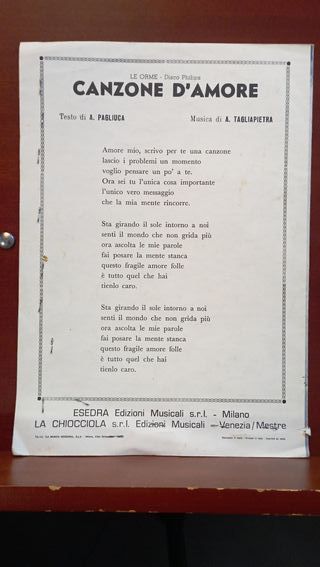 LE ORME - Disco Philips
CANZONE D'AMORE
Testo di A. PAGLIUCA Musica di A. TAGLIAPIETRA
Amore mio, scrivo per te una canzone
lascio i problemi un momento
voglio pensare un po' a te.
Ora sei tu l'unica cosa importante
l'unico vero messaggio
che la mia mente rincorre.
Sta girando il sole intorno a noi
senti il mondo che non grida più
ora ascolta le mie parole
fai posare la mente stanca
questo fragile amore folle
è tutto quel che hai
tienlo caro.
Sta girando il sole intorno a noi
senti il mondo che non grida più
ora ascolta le mie parole
fai posare la mente stanca
questo fragile amore folle
è tutto quel che hai
tienlo caro.
ESEDRA Edizioni Musicali s.r.l. - Milano
LA CHIOCCIOLA s.r.l. Edizioni Musicali - Venezia/Mestre